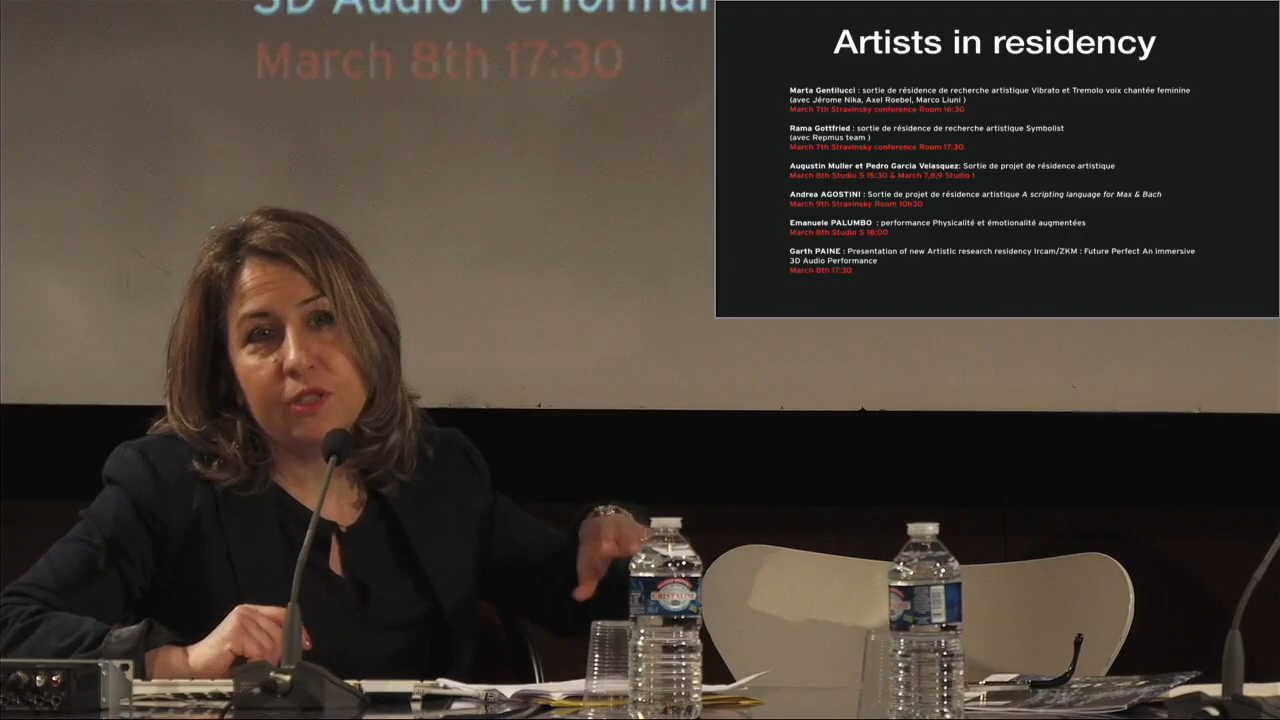 3D Audio Performan
March 8th 17:30
Artists in residency
Marta Gentilucci : sortie de résidence de recherche artistique Vibrato et Tremolo voix chantée feminine
(avec Jérome Nika, Axel Roebel, Marco Liuni )
March 7th Stravinsky conference Room 16:30
Rama Gottfried : sortie de résidence de recherche artistique Symbolist
(avec Repmus team )
March 7th Stravinsky conference Room 17:30
Augustin Muller et Pedro Garcia Velasquez: Sortie de projet de résidence artistique
March 8th Studio 5 15:30 & March 7,8,9 Studio 1
Andrea AGOSTINI : Sortie de projet de résidence artistique A scripting language for Max & Bach
March 9th Stravinsky Room 10h30
Emanuele PALUMBO : performance Physicalité et émotionalité augmentées
March 8th Studio 5 18:00
Garth PAINE : Presentation of new Artistic research residency Ircam/ZKM : Future Perfect An immersive
3D Audio Performance
March 8th 17:30
CRISTALINE